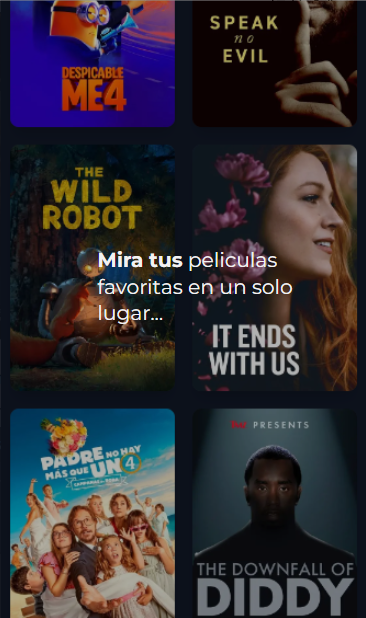 SPEAK
no
EVIL
DESPICABLE
ME4
THE
WILD
ROBOT
Mira tus peliculas
favoritas en un solo
lugar...
IT ENDS
WITH US
PADRE NO HAY
MÁS QUE UNO 4
PRESENTS
THE DOWNFALL OF
DIDDY